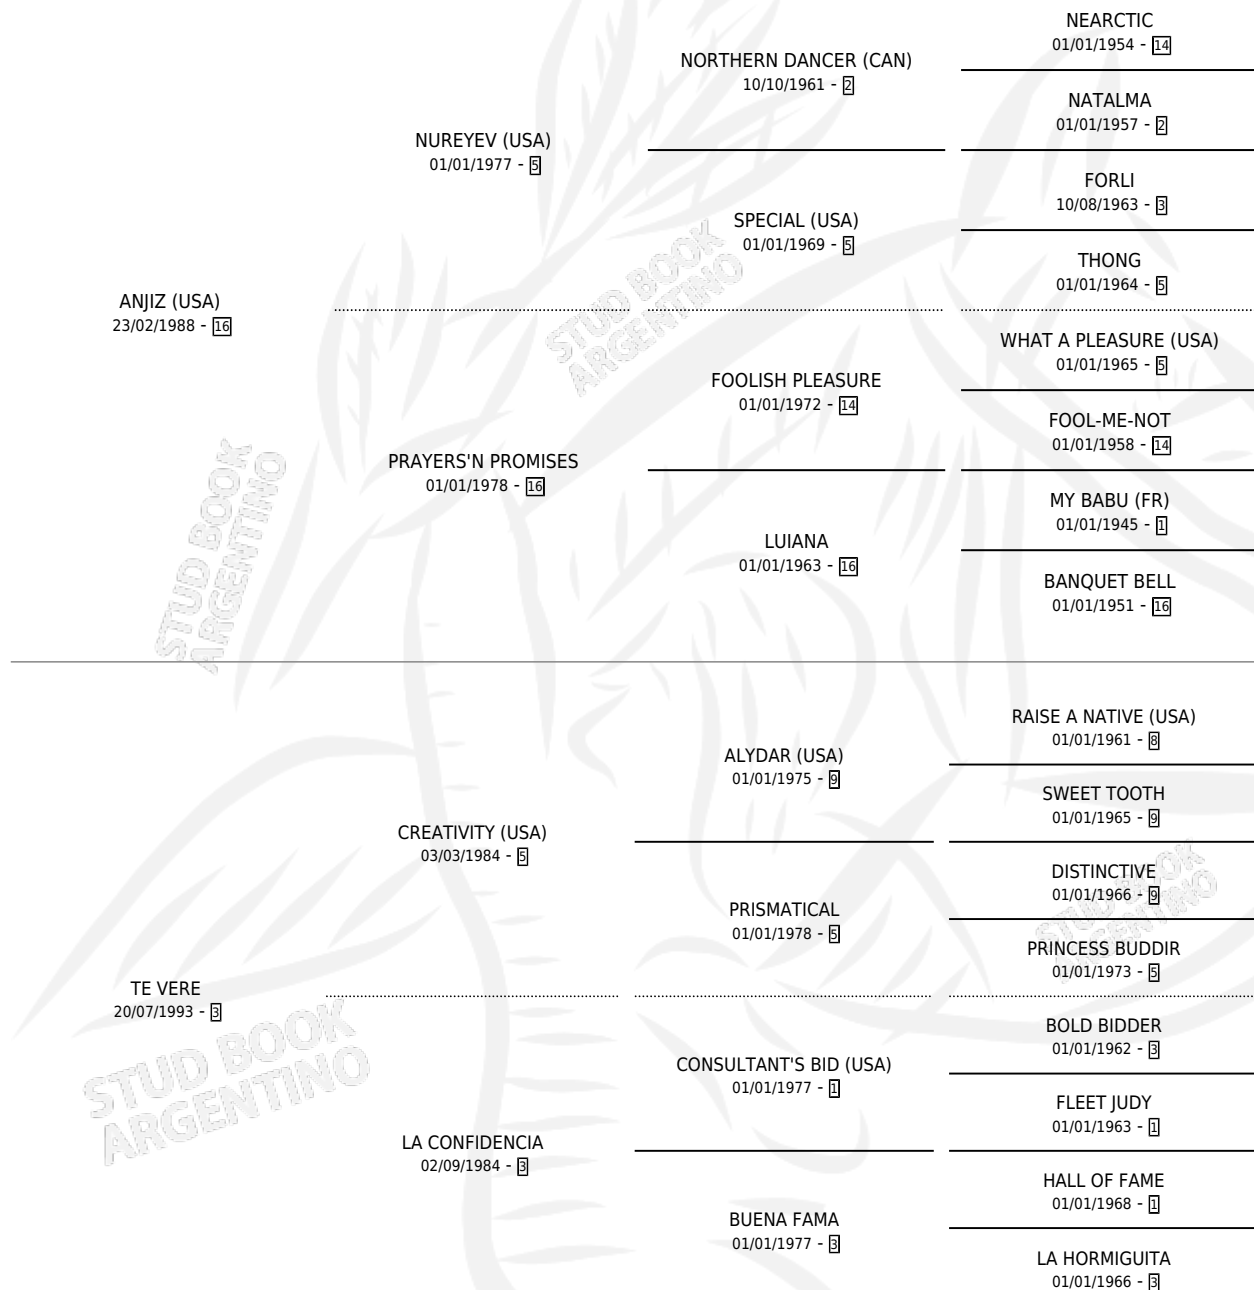 NEARCTIC
01/01/1954 - 14
NORTHERN DANCER (CAN)
10/10/1961 - 2
NATALMA
01/01/1957 - 2
NUREYEV (USA)
01/01/1977 - 5
FORLI
10/08/1963 - 3
SPECIAL (USA)
01/01/1969 - 5
THONG
01/01/1964 - 5
ANJIZ (USA)
23/02/1988 - 16
WHAT A PLEASURE (USA)
01/01/1965 - 5
FOOLISH PLEASURE
01/01/1972 - 14
FOOL-ME-NOT
01/01/1958 - 14
PRAYERS'N PROMISES
01/01/1978 - 16
MY BABU (FR)
01/01/1945 - 1
LUIANA
01/01/1963 - 16
BANQUET BELL
01/01/1951 - 16
RAISE A NATIVE (USA)
01/01/1961 - 8
ALYDAR (USA)
01/01/1975 - 9
SWEET TOOTH
01/01/1965 - 9
CREATIVITY (USA)
03/03/1984 - 5
DISTINCTIVE
01/01/1966 - 9
PRISMATICAL
01/01/1978 - 5
PRINCESS BUDDIR
01/01/1973 - 5
TE VERE
20/07/1993 - 3
BOLD BIDDER
01/01/1962 - 3
CONSULTANT'S BID (USA)
01/01/1977 - 1
FLEET JUDY
01/01/1963 - 1
LA CONFIDENCIA
02/09/1984 - 3
HALL OF FAME
01/01/1968 - 1
BUENA FAMA
01/01/1977 - 3
LA HORMIGUITA
01/01/1966 - 3
STUD BOOK
ARGENTINO
STUD BOOK
ARGENTINO
STUD BOOK
ARGENTINO
STUD BOOK
ARGENTINO